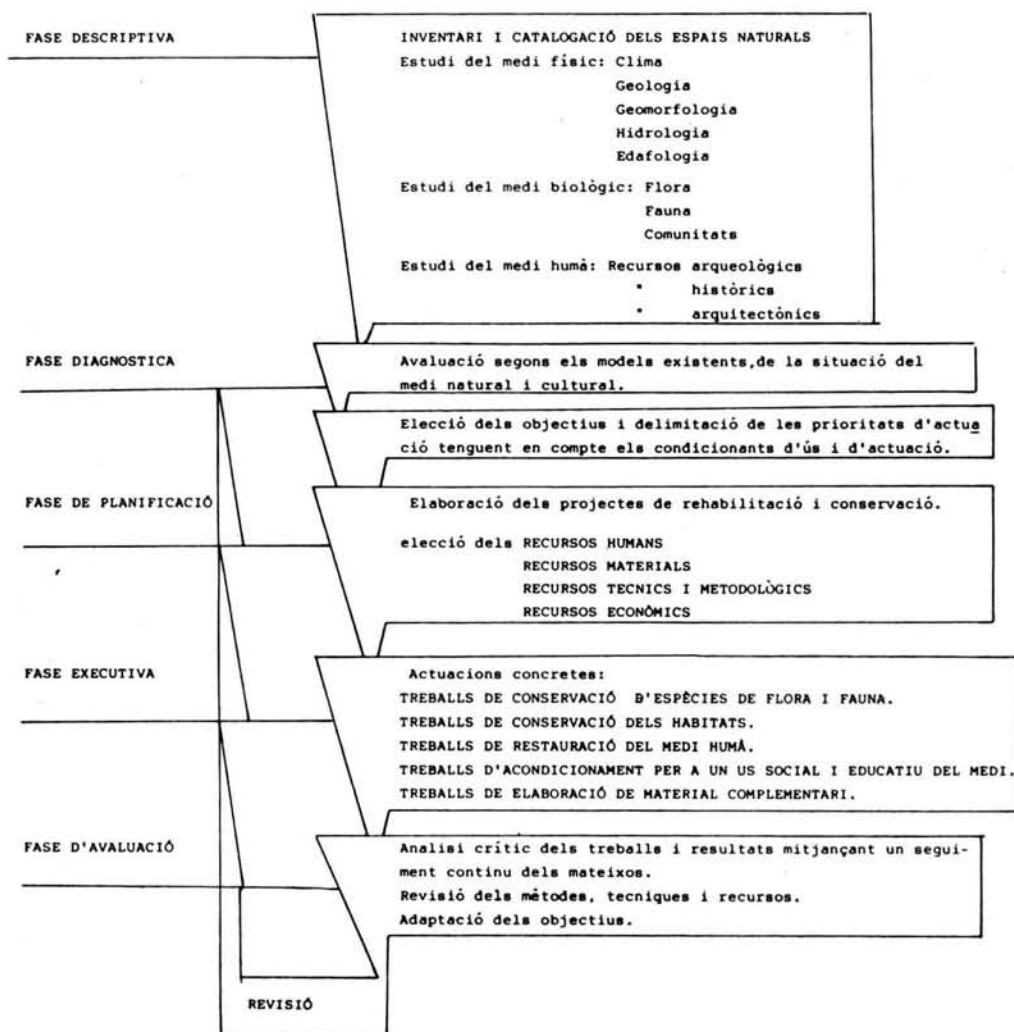 FASE DESCRIPTIVA
INVENTARI I CATALOGACIÓ DELS ESPAIS NATURALS
Estudi del medi físic: Clima
Geologia
Geomorfologia
Hidrologia
Edafologia
Estudi del medi biològic: Flora
Fauna
Comunitats
Estudi del medi humà: Recursos arqueològics
" històrics
" arquitectònics
FASE DIAGNOSTICA
Avaluació segons els models existents,de la situació del
medi natural i cultural.
Elecció dels objectius i delimitació de les prioritats d'actua
ció tenguent en compte els condicionants d'ús i d'actuació.
FASE DE PLANIFICACIÓ
Elaboració dels projectes de rehabilitació i conservació.
elecció dels RECURSOS HUMANS
RECURSOS MATERIALS
RECURSOS TECNICS I METODOLÒGICS
RECURSOS ECONÒMICS
FASE EXECUTIVA
Actuacions concretes:
TREBALLS DE CONSERVACIÓ D'ESPÈCIES DE FLORA I FAUNA.
TREBALLS DE CONSERVACIÓ DELS HABITATS.
TREBALLS DE RESTAURACIÓ DEL MEDI HUMÀ.
TREBALLS D'ACONDICIONAMENT PER A UN US SOCIAL I EDUCATIU DEL MEDI.
TREBALLS DE ELABORACIÓ DE MATERIAL COMPLEMENTARI.
FASE D'AVALUACIÓ
Analisi crític dels treballs i resultats mitjançant un segui-
ment continu dels mateixos.
Revisió dels mètodes, tecniques i recursos.
Adaptació dels objectius.
REVISIÓ